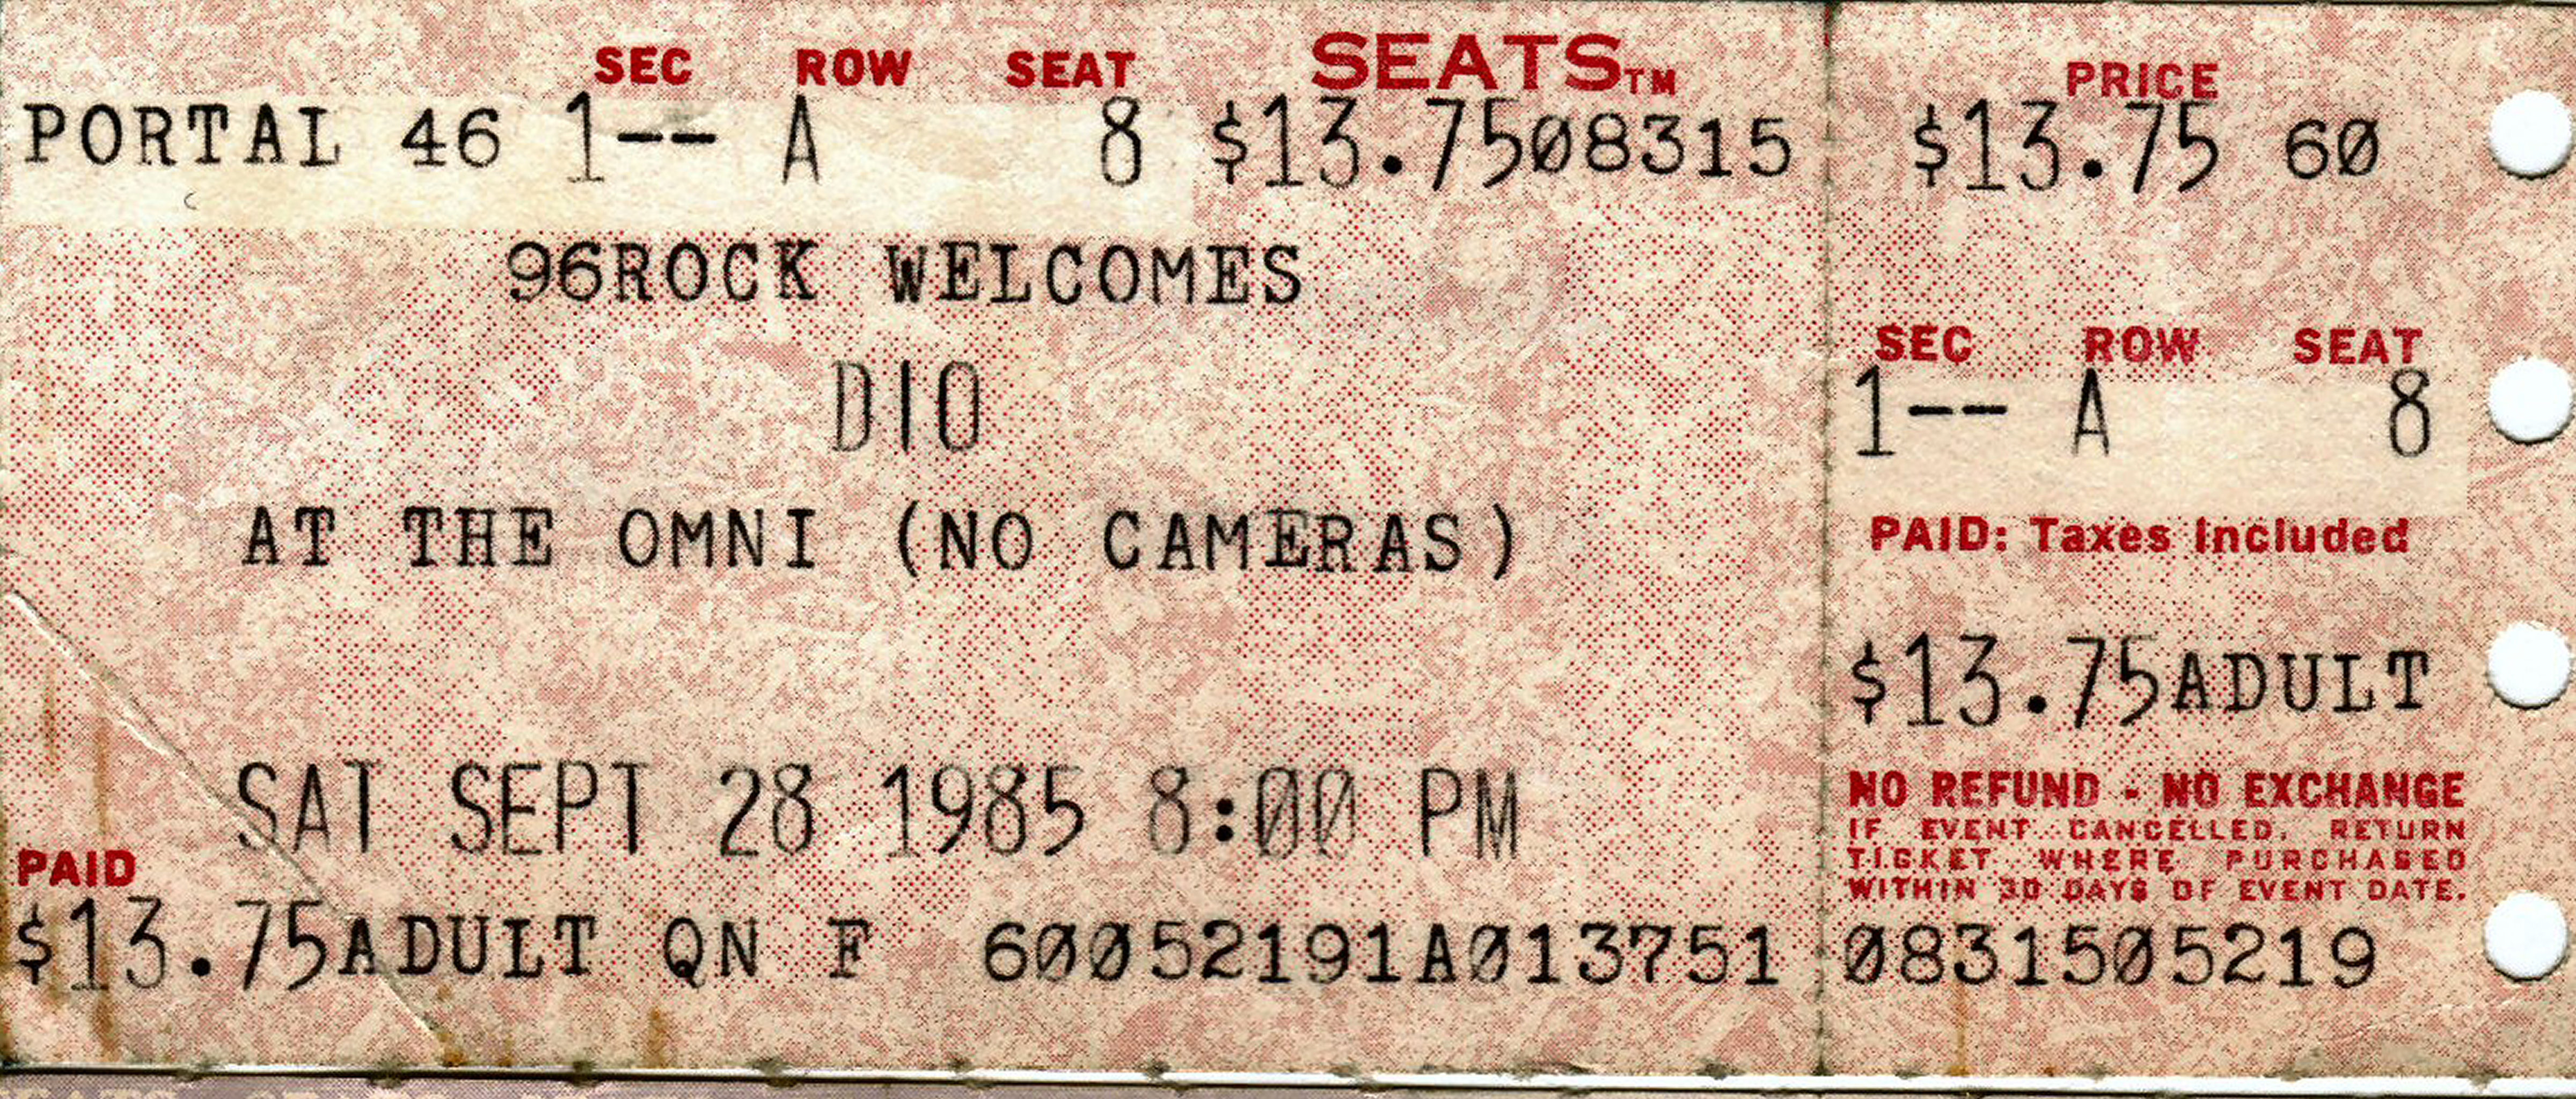 SEC ROW SEAT SEATS™
PORTAL 46 1-- A 8 $13.7508315
96ROCK WELCOMES
DIO
AT THE OMNI (NO CAMERAS)
SAT SEPT 28 1985 8:00 PM
PAID
$13.75ADULT QN F 60052191A013751
PRICE
$13.75 60
SEC ROW SEAT
1-- A 8
PAID: Taxes Included
$13.75ADULT
NO REFUND - NO EXCHANGE
IF EVENT CANCELLED, RETURN
TICKET WHERE PURCHASED
WITHIN 30 DAYS OF EVENT DATE.
0831505219